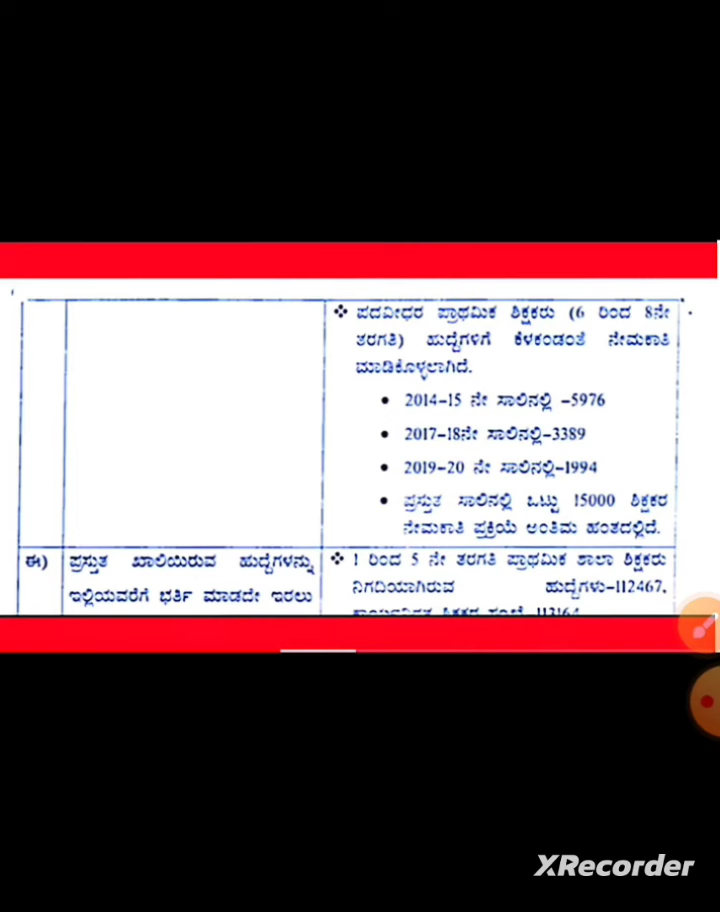 ❖ ಪದವೀಧರ ಪ್ರಾಥಮಿಕ ಶಿಕ್ಷಕರು (6 ರಿಂದ 8ನೇ
ತರಗತಿ) ಹುದ್ದೆಗಳಿಗೆ ಕೆಳಕಂಡಂತೆ ನೇಮಕಾತಿ
ಮಾಡಿಕೊಳ್ಳಲಾಗಿದೆ.
• 2014-15 ನೇ ಸಾಲಿನಲ್ಲಿ -5976
• 2017-18ನೇ ಸಾಲಿನಲ್ಲಿ-3389
• 2019-20 ನೇ ಸಾಲಿನಲ್ಲಿ-1994
• ಪ್ರಸ್ತುತ ಸಾಲಿನಲ್ಲಿ ಒಟ್ಟು 15000 ಶಿಕ್ಷಕರ
ನೇಮಕಾತಿ ಪ್ರಕ್ರಿಯೆ ಅಂತಿಮ ಹಂತದಲ್ಲಿದೆ.
ಈ) ಪ್ರಸ್ತುತ ಖಾಲಿಯಿರುವ ಹುದ್ದೆಗಳನ್ನು
ಇಲ್ಲಿಯವರೆಗೆ ಭರ್ತಿ ಮಾಡದೇ ಇರಲು
❖ 1 ರಿಂದ 5 ನೇ ತರಗತಿ ಪ್ರಾಥಮಿಕ ಶಾಲಾ ಶಿಕ್ಷಕರು
ನಿಗದಿಯಾಗಿರುವ ಹುದ್ದೆಗಳು-112467,
ಶಿಕ್ಷಕರ ಸಂಖ್ಯೆ 113164
XRecorder